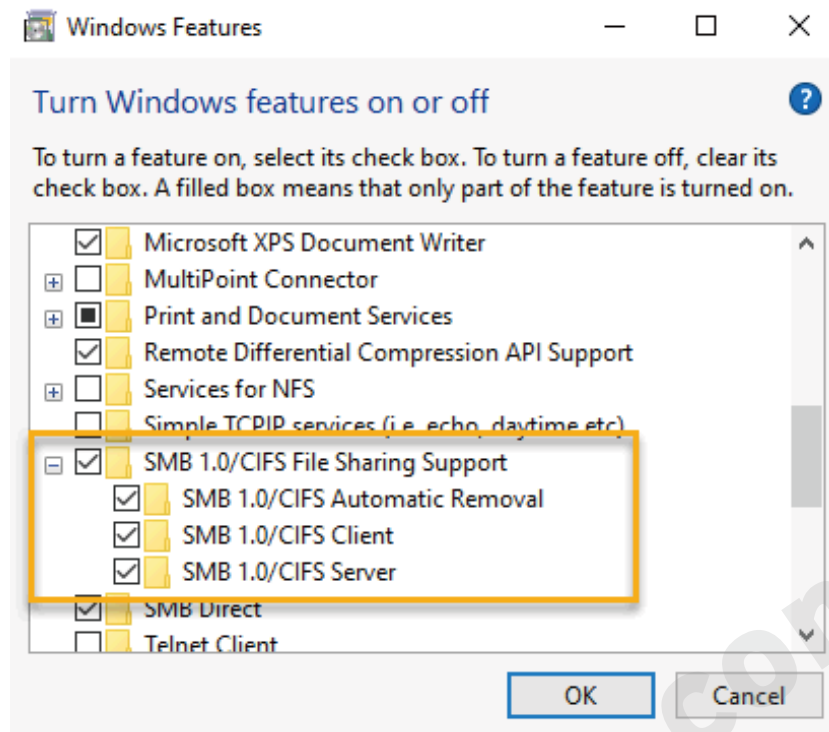 Windows Features
Turn Windows features on or off
To turn a feature on, select its check box. To turn a feature off, clear its
check box. A filled box means that only part of the feature is turned on.
Microsoft XPS Document Writer
MultiPoint Connector
Print and Document Services
Remote Differential Compression API Support
Services for NFS
Simple TCPIP services (i.e. echo, daytime etc)
SMB 1.0/CIFS File Sharing Support
SMB 1.0/CIFS Automatic Removal
SMB 1.0/CIFS Client
SMB 1.0/CIFS Server
SMB Direct
Telnet Client
OK
Cancel